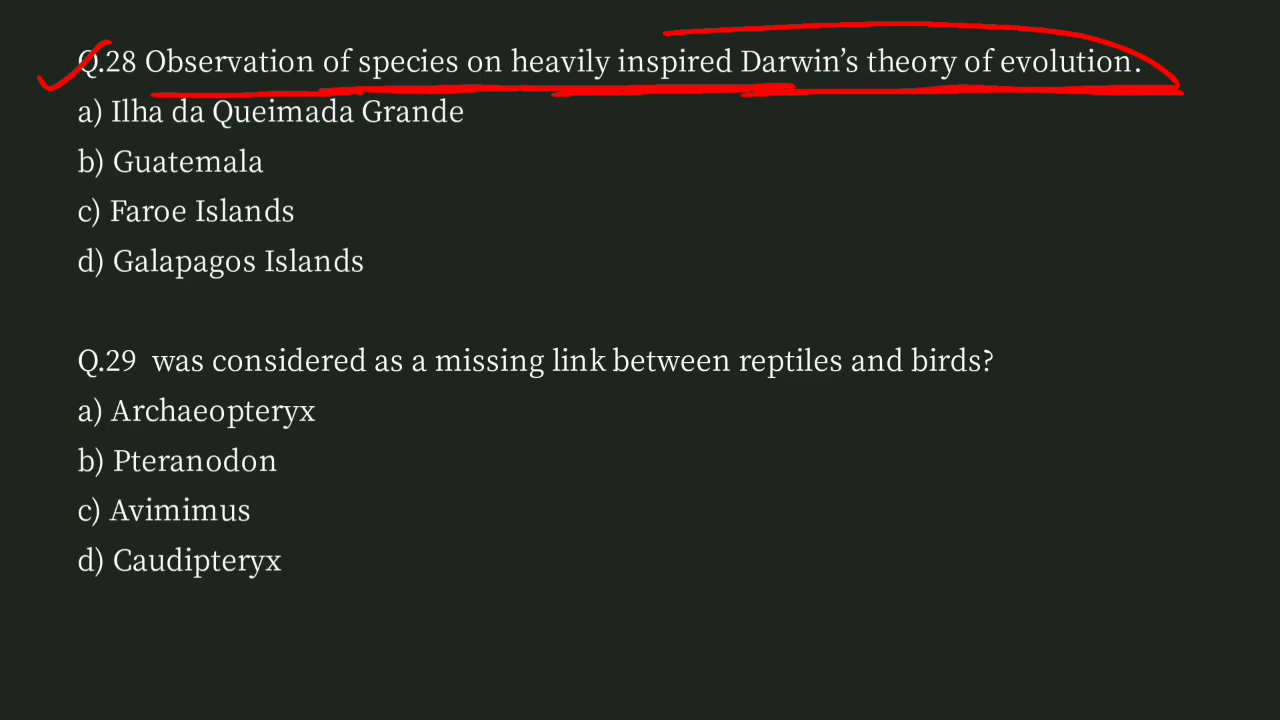 Q.28 Observation of species on heavily inspired Darwin’s theory of evolution.
a) Ilha da Queimada Grande
b) Guatemala
c) Faroe Islands
d) Galapagos Islands
Q.29 was considered as a missing link between reptiles and birds?
a) Archaeopteryx
b) Pteranodon
c) Avimimus
d) Caudipteryx